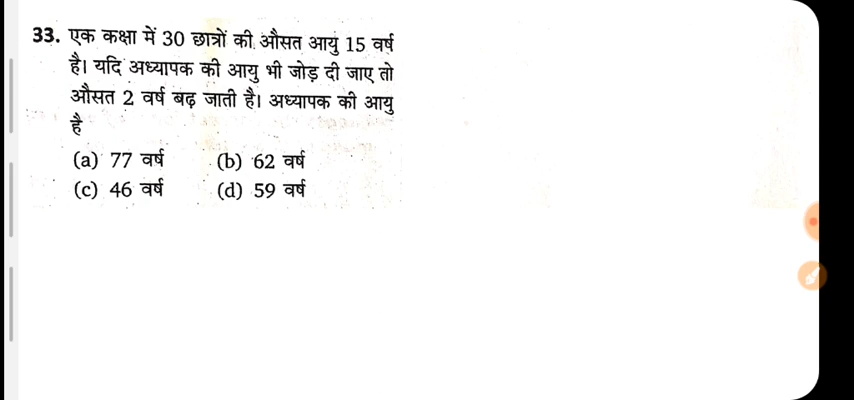 33. एक कक्षा में 30 छात्रों की औसत आयु 15 वर्ष
है। यदि अध्यापक की आयु भी जोड़ दी जाए तो
औसत 2 वर्ष बढ़ जाती है। अध्यापक की आयु
है
(a) 77 वर्ष (b) 62 वर्ष
(c) 46 वर्ष (d) 59 वर्ष